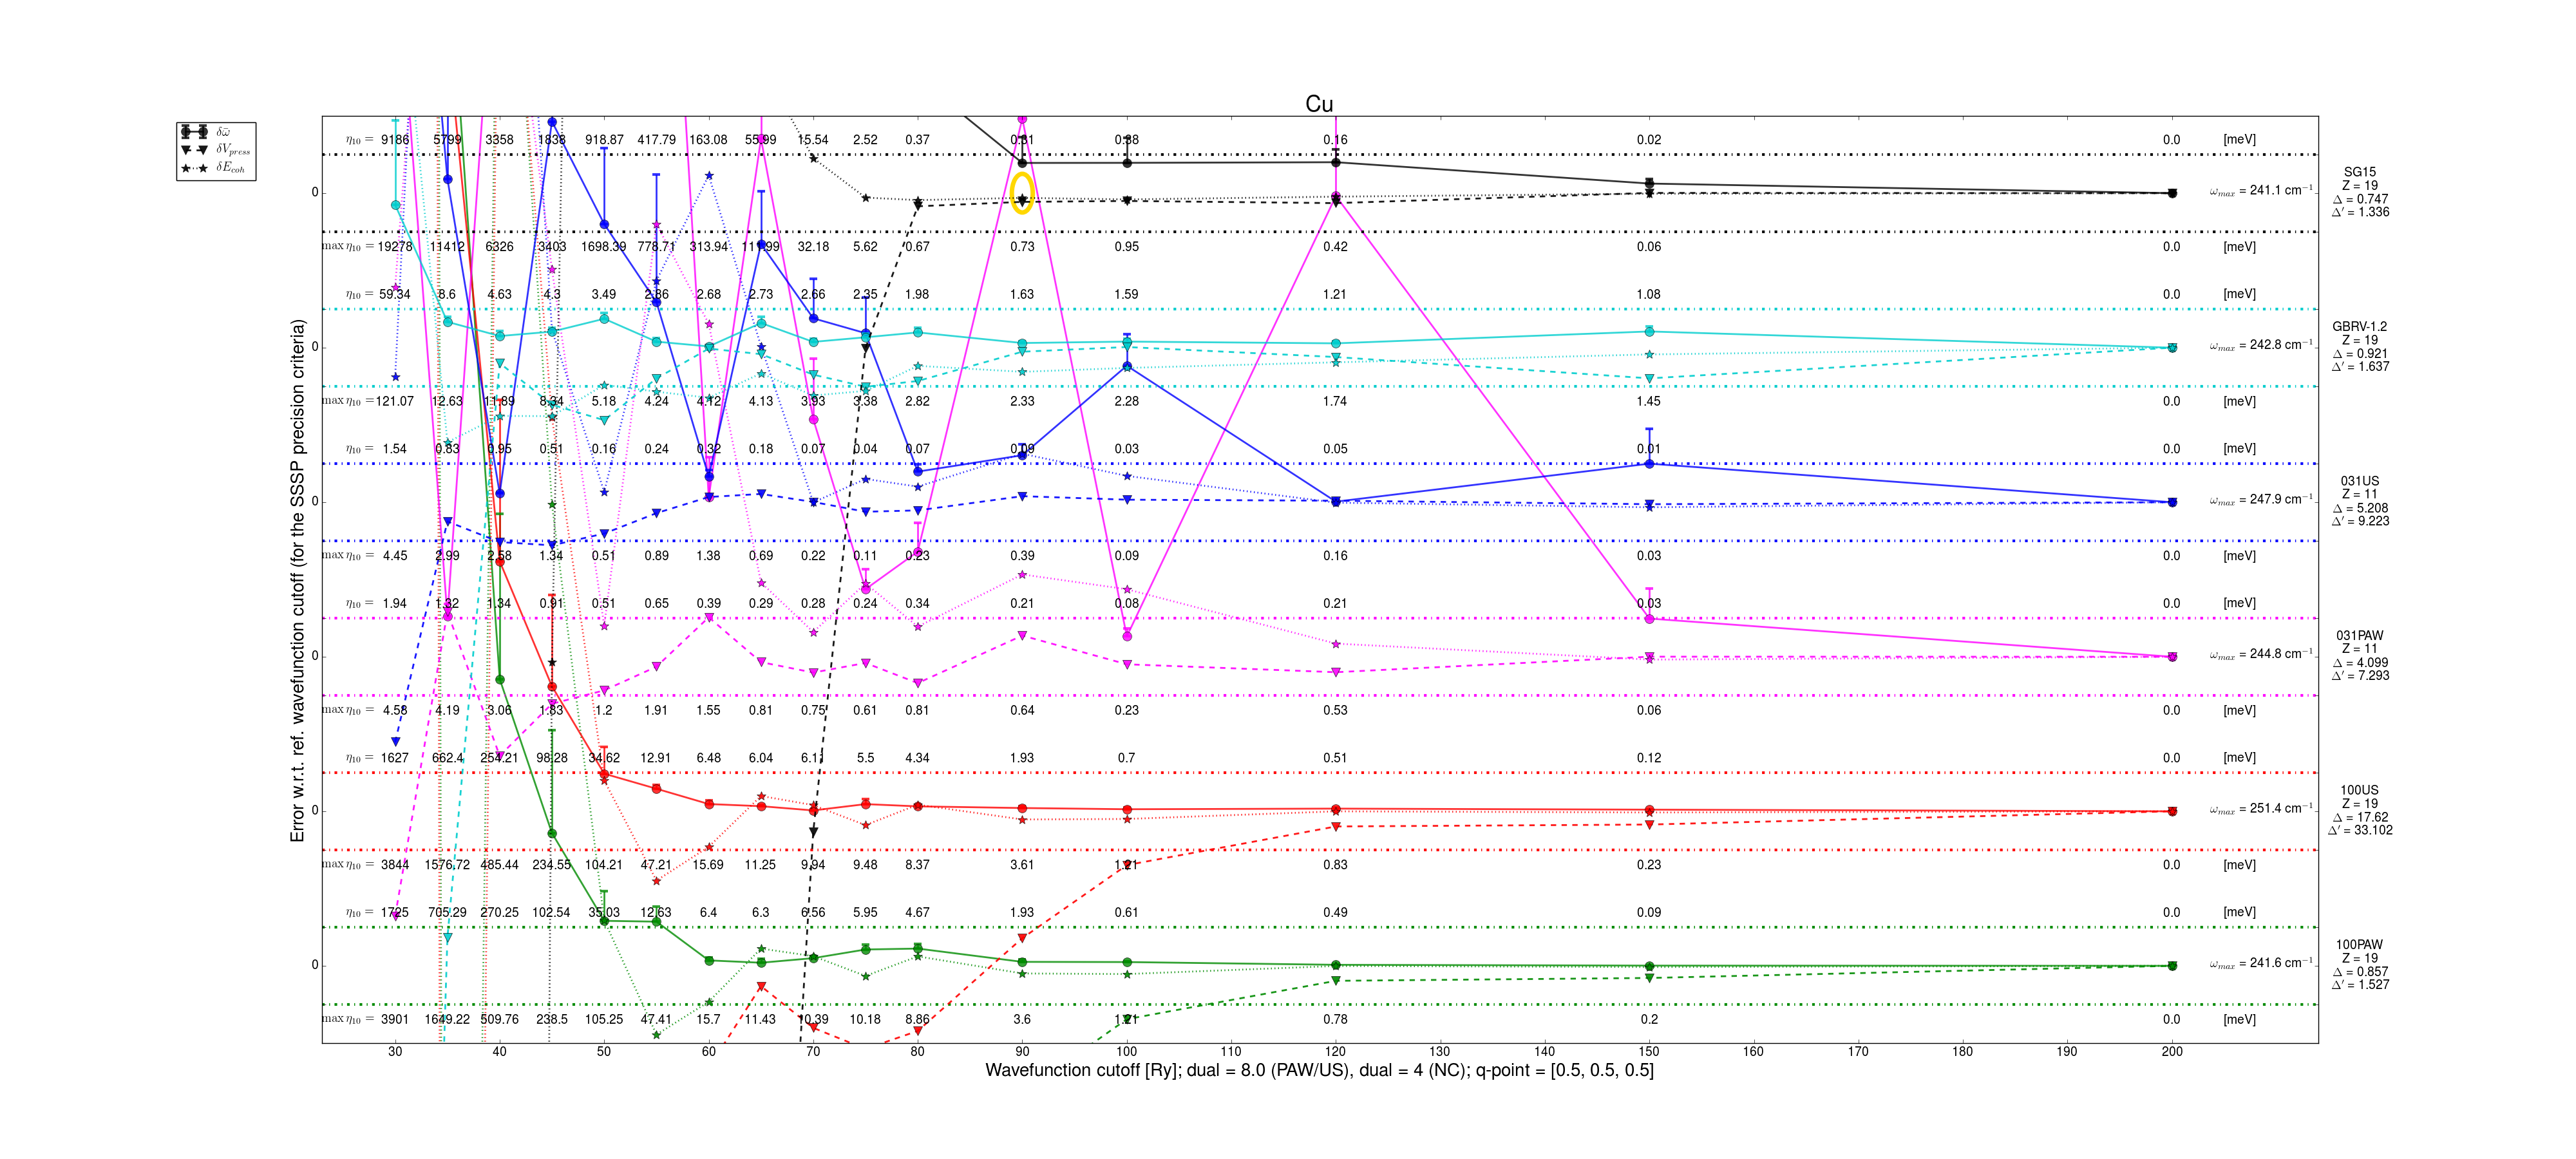 Cu
δω̄
δV_press
δE_coh
Error w.r.t. ref. wavefunction cutoff (for the SSSP precision criteria)
η₁₀ = 9186 5799 3358 1838 918.87 417.79 163.08 55.99 15.54 2.52 0.37 0.31 0.38 0.16 0.02 0.0 [meV]
0
ω_max = 241.1 cm⁻¹
SG15
Z = 19
Δ = 0.747
Δ' = 1.336
max η₁₀ = 19278 11412 6326 3403 1698.39 778.71 313.94 111.99 32.18 5.62 0.67 0.73 0.95 0.42 0.06 0.0 [meV]
η₁₀ = 59.34 8.6 4.63 4.3 3.49 2.86 2.68 2.73 2.66 2.35 1.98 1.63 1.59 1.21 1.08 0.0 [meV]
0
ω_max = 242.8 cm⁻¹
GBRV-1.2
Z = 19
Δ = 0.921
Δ' = 1.637
max η₁₀ = 121.07 12.63 11.89 8.34 5.18 4.24 4.12 4.13 3.93 3.38 2.82 2.33 2.28 1.74 1.45 0.0 [meV]
η₁₀ = 1.54 0.83 0.95 0.51 0.16 0.24 0.32 0.18 0.07 0.04 0.07 0.09 0.03 0.05 0.01 0.0 [meV]
0
ω_max = 247.9 cm⁻¹
031US
Z = 11
Δ = 5.208
Δ' = 9.223
max η₁₀ = 4.45 2.99 2.58 1.34 0.51 0.89 1.38 0.69 0.22 0.11 0.23 0.39 0.09 0.16 0.03 0.0 [meV]
η₁₀ = 1.94 1.32 1.34 0.91 0.51 0.65 0.39 0.29 0.28 0.24 0.34 0.21 0.08 0.21 0.03 0.0 [meV]
0
ω_max = 244.8 cm⁻¹
031PAW
Z = 11
Δ = 4.099
Δ' = 7.293
max η₁₀ = 4.58 4.19 3.06 1.83 1.2 1.91 1.55 0.81 0.75 0.61 0.81 0.64 0.23 0.53 0.06 0.0 [meV]
η₁₀ = 1627 662.4 254.21 98.28 34.62 12.91 6.48 6.04 6.11 5.5 4.34 1.93 0.7 0.51 0.12 0.0 [meV]
0
ω_max = 251.4 cm⁻¹
100US
Z = 19
Δ = 17.62
Δ' = 33.102
max η₁₀ = 3844 1576.72 485.44 234.55 104.21 47.21 15.69 11.25 9.94 9.48 8.37 3.61 1.21 0.83 0.23 0.0 [meV]
η₁₀ = 1725 705.29 270.25 102.54 35.03 12.63 6.4 6.3 6.56 5.95 4.67 1.93 0.61 0.49 0.09 0.0 [meV]
0
ω_max = 241.6 cm⁻¹
100PAW
Z = 19
Δ = 0.857
Δ' = 1.527
max η₁₀ = 3901 1649.22 509.76 238.5 105.25 47.41 15.7 11.43 10.39 10.18 8.86 3.6 1.21 0.78 0.2 0.0 [meV]
30 40 50 60 70 80 90 100 110 120 130 140 150 160 170 180 190 200
Wavefunction cutoff [Ry]; dual = 8.0 (PAW/US), dual = 4 (NC); q-point = [0.5, 0.5, 0.5]